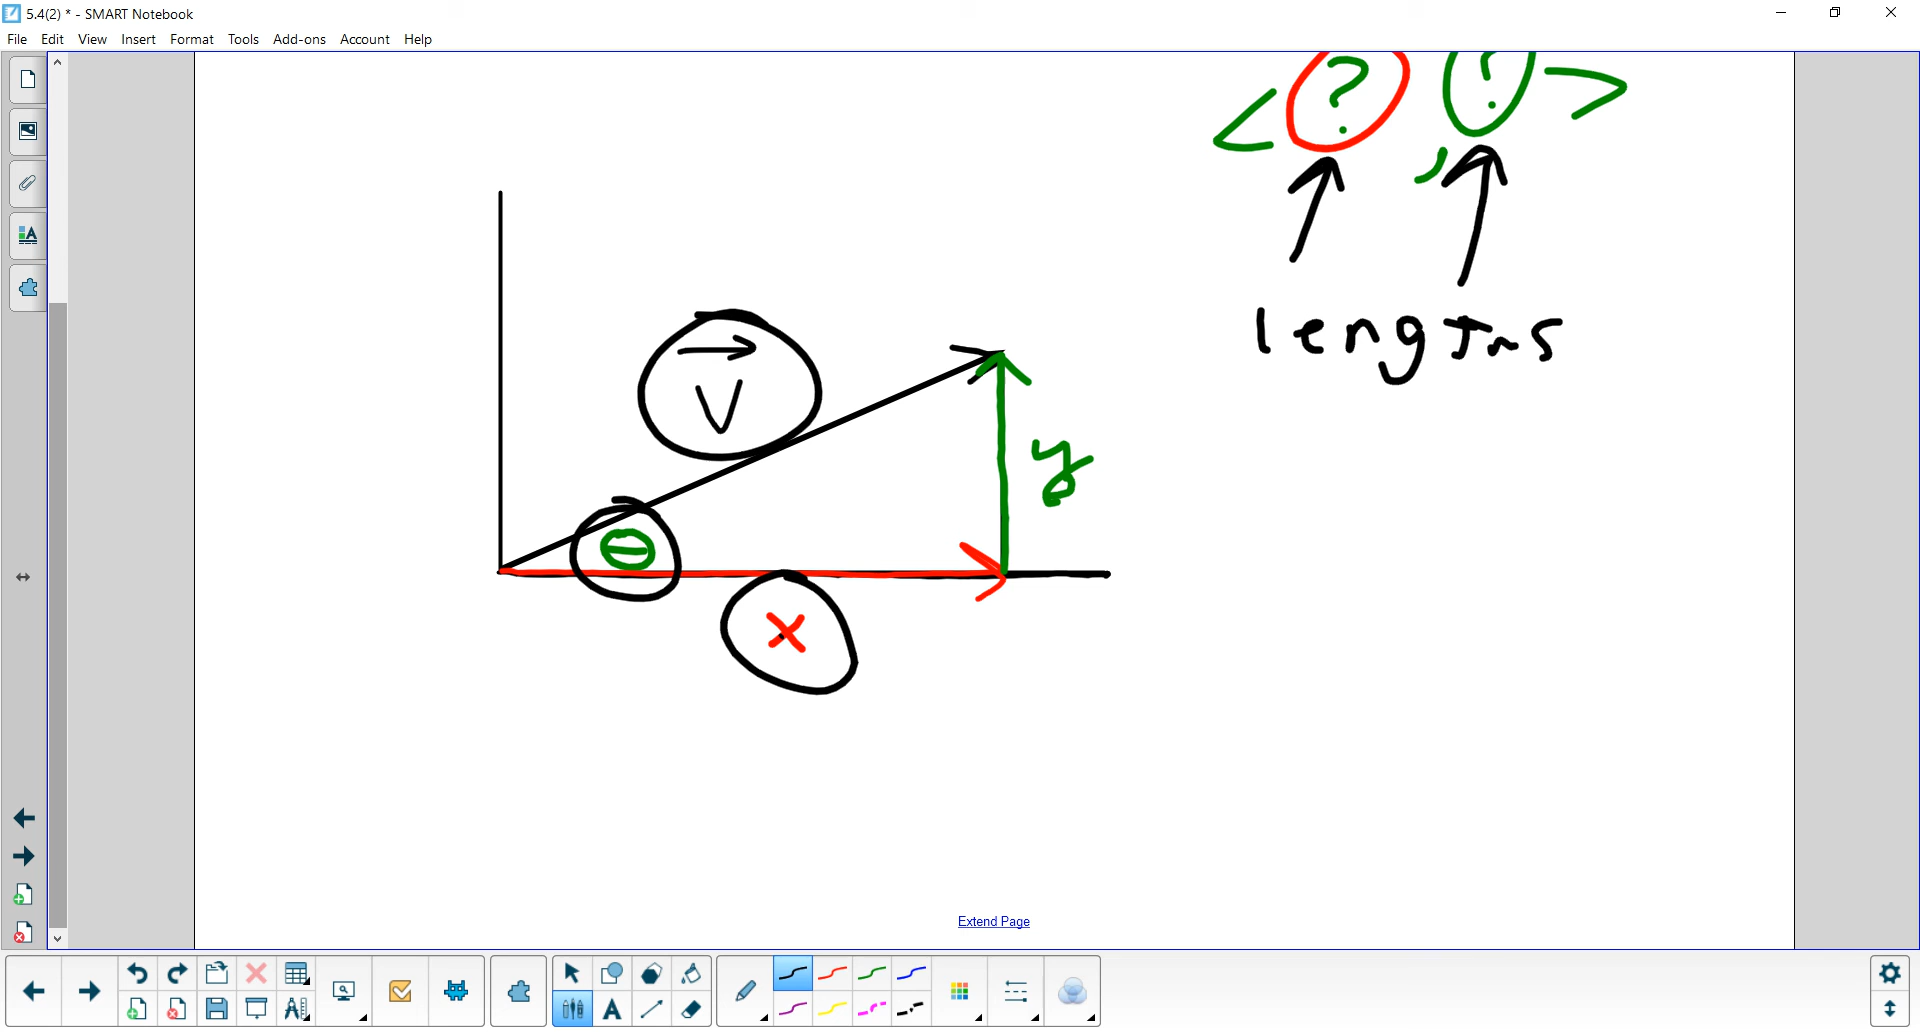 5.4(2) * - SMART Notebook
File Edit View Insert Format Tools Add-ons Account Help
< ? , ? >
lengths
V
y
θ
x
Extend Page